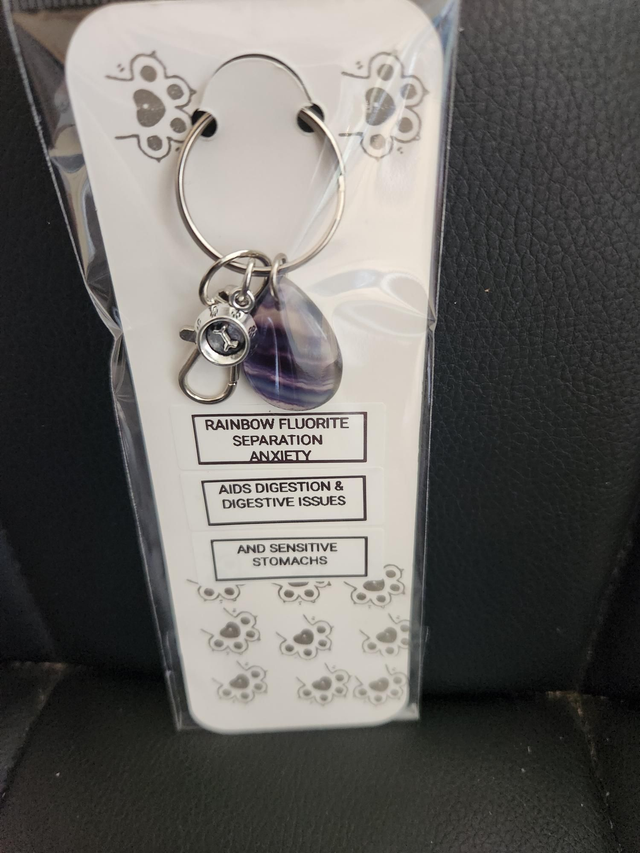 RAINBOW FLUORITE
SEPARATION
ANXIETY
AIDS DIGESTION &
DIGESTIVE ISSUES
AND SENSITIVE
STOMACHS